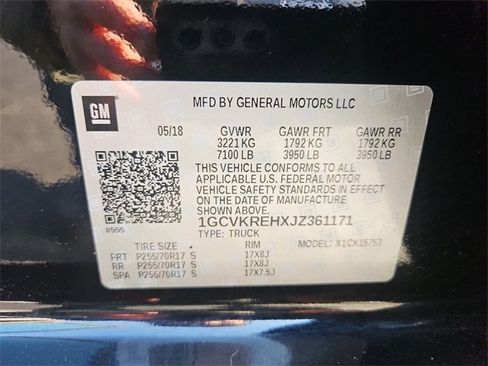 GM
MFD BY GENERAL MOTORS LLC
05/18 GVWR GAWR FRT GAWR RR
3221 KG 1792 KG 1792 KG
7100 LB 3950 LB 3950 LB
THIS VEHICLE CONFORMS TO ALL
APPLICABLE U.S. FEDERAL MOTOR
VEHICLE SAFETY STANDARDS IN EFFECT
ON THE DATE OF MANUFACTURE
SHOWN ABOVE.
1GCVKREHXJZ361171
8555 TYPE: TRUCK
TIRE SIZE RIM MODEL: X1CK15753
FRT P255/70R17 S 17X8J
RR P255/70R17 S 17X8J
SPA P255/70R17 S 17X7.5J